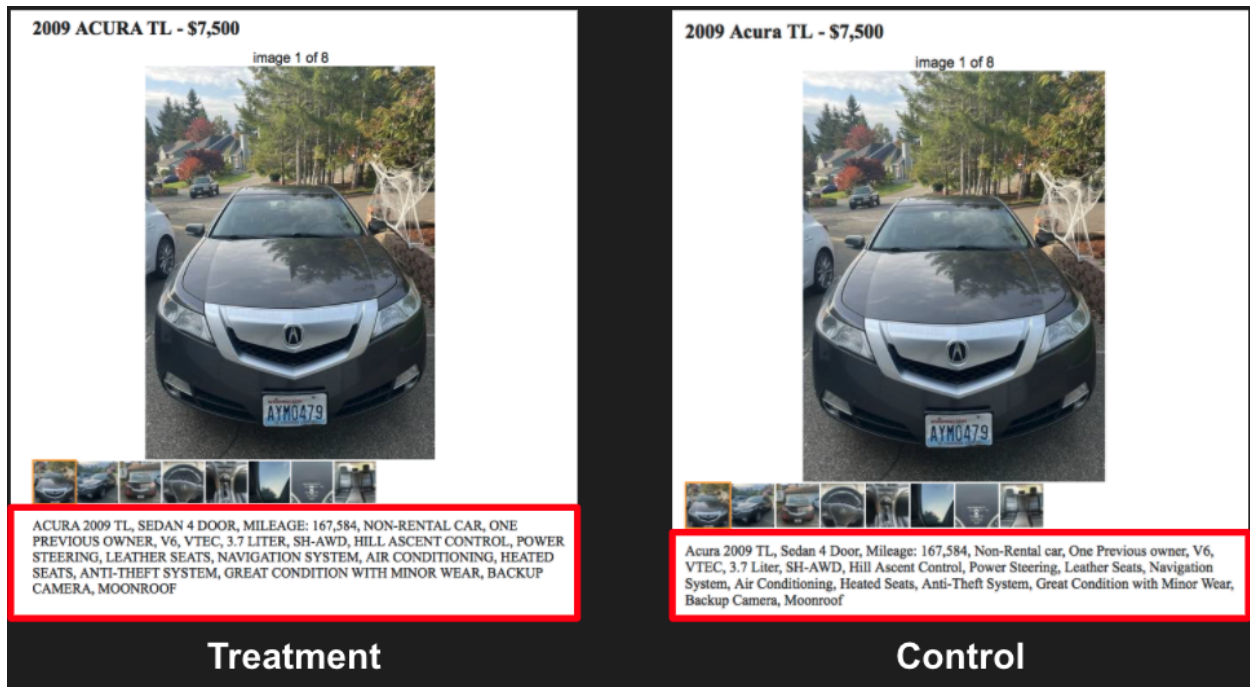 2009 ACURA TL - $7,500
image 1 of 8
AYM0479
ACURA 2009 TL, SEDAN 4 DOOR, MILEAGE: 167,584, NON-RENTAL CAR, ONE
PREVIOUS OWNER, V6, VTEC, 3.7 LITER, SH-AWD, HILL ASCENT CONTROL, POWER
STEERING, LEATHER SEATS, NAVIGATION SYSTEM, AIR CONDITIONING, HEATED
SEATS, ANTI-THEFT SYSTEM, GREAT CONDITION WITH MINOR WEAR, BACKUP
CAMERA, MOONROOF
Treatment
2009 Acura TL - $7,500
image 1 of 8
AYM0479
Acura 2009 TL, Sedan 4 Door, Mileage: 167,584, Non-Rental car, One Previous owner, V6,
VTEC, 3.7 Liter, SH-AWD, Hill Ascent Control, Power Steering, Leather Seats, Navigation
System, Air Conditioning, Heated Seats, Anti-Theft System, Great Condition with Minor Wear,
Backup Camera, Moonroof
Control